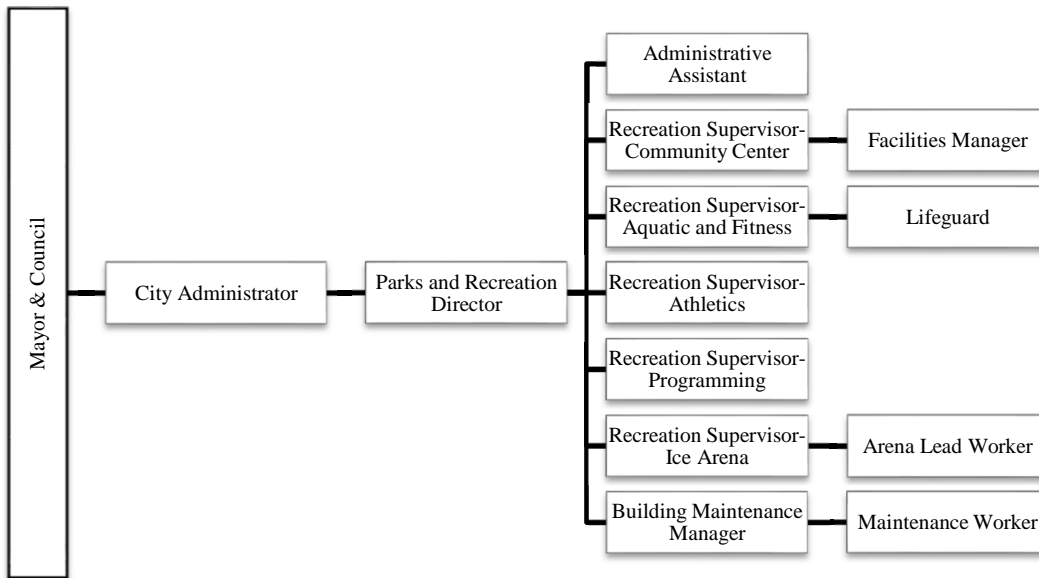 Mayor & Council
City Administrator
Parks and Recreation
Director
Administrative
Assistant
Recreation Supervisor-
Community Center
Facilities Manager
Recreation Supervisor-
Aquatic and Fitness
Lifeguard
Recreation Supervisor-
Athletics
Recreation Supervisor-
Programming
Recreation Supervisor-
Ice Arena
Arena Lead Worker
Building Maintenance
Manager
Maintenance Worker